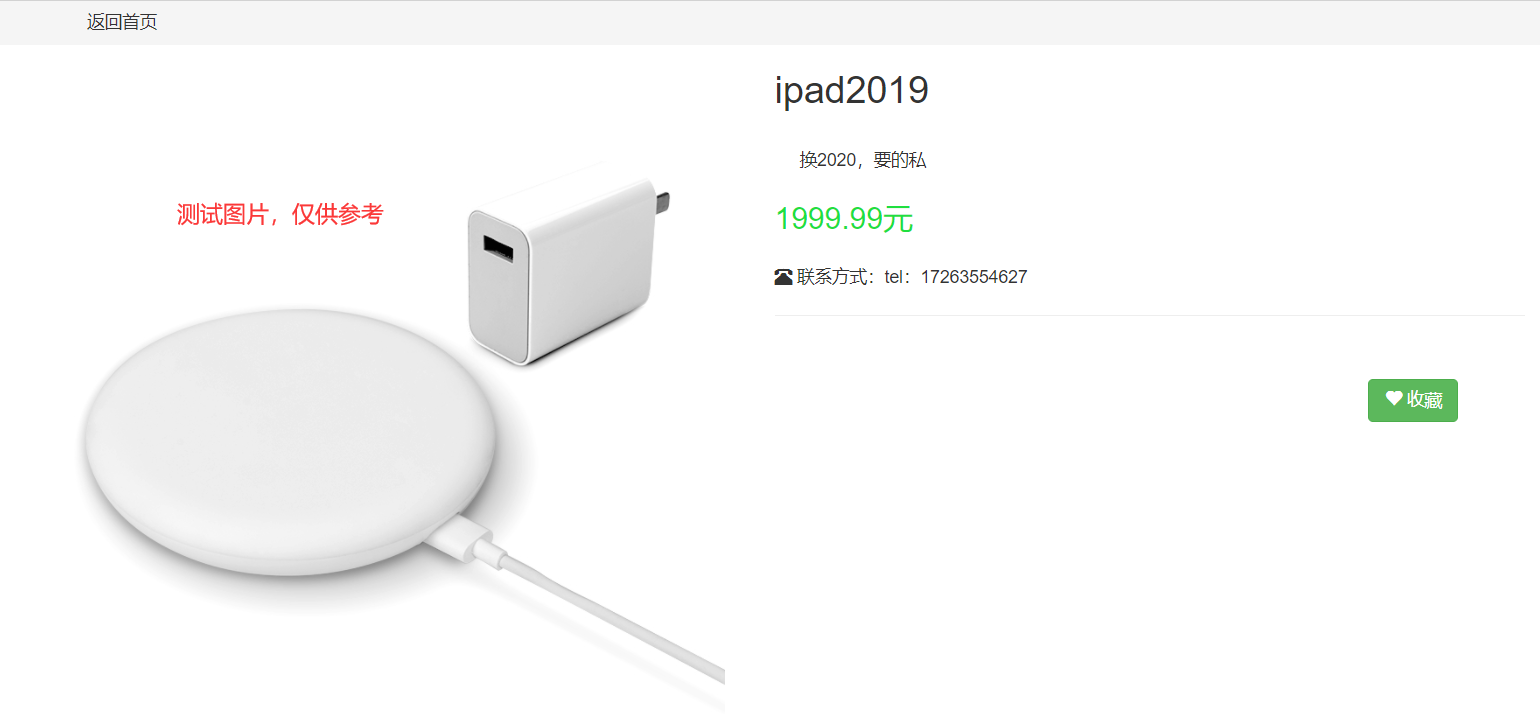 返回首页
ipad2019
换2020，要的私
测试图片，仅供参考
1999.99元
联系方式：tel：17263554627
收藏